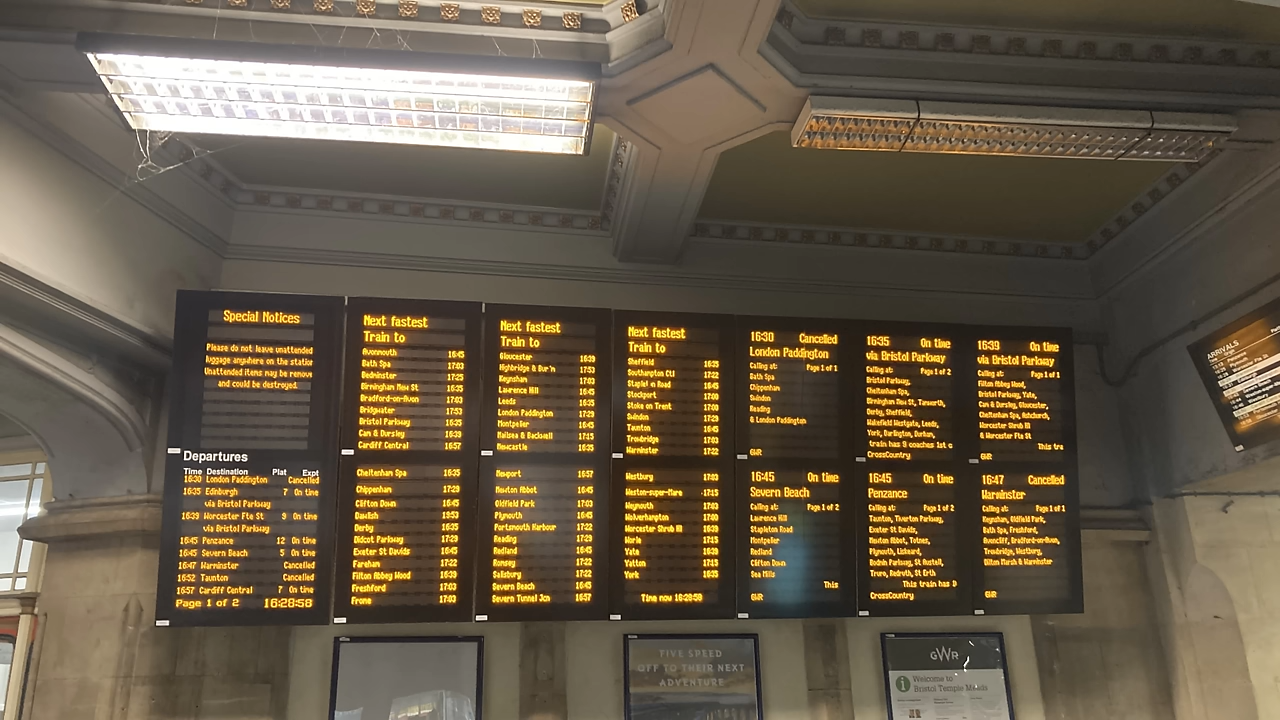 Special Notices
Please do not leave unattended
luggage anywhere on the station
Unattended items may be remove
and could be destroyed.
Departures
Time Destination Plat Expt
16:30 London Paddington Cancelled
16:35 Edinburgh 7 On time
via Bristol Parkway
16:39 Worcester Fte St 9 On time
via Bristol Parkway
16:45 Penzance 12 On time
16:45 Severn Beach 5 On time
16:47 Warminster Cancelled
16:52 Taunton Cancelled
16:57 Cardiff Central 7 On time
Page 1 of 2 16:28:58
Next fastest
Train to
Avonmouth 16:45
Bath Spa 17:03
Bedminster 17:25
Birmingham New St 16:35
Bradford-on-Avon 17:03
Bridgwater 17:53
Bristol Parkway 16:35
Cam & Dursley 16:39
Cardiff Central 16:57
Cheltenham Spa 16:35
Chippenham 17:29
Clifton Down 16:45
Dawlish 16:53
Derby 16:35
Didcot Parkway 17:29
Exeter St Davids 16:45
Fareham 17:22
Filton Abbey Wood 16:39
Freshford 17:03
Frome 17:03
Next fastest
Train to
Gloucester 16:39
Highbridge & Bur'm 17:53
Keynsham 17:03
Lawrence Hill 16:45
Leeds 16:35
London Paddington 17:29
Montpelier 16:45
Nailsea & Backwell 17:15
Newcastle 16:35
Newport 16:57
Newton Abbot 16:45
Oldfield Park 17:03
Plymouth 16:45
Portsmouth Harbour 17:22
Reading 17:29
Redland 16:45
Romsey 17:22
Salisbury 17:22
Severn Beach 16:45
Severn Tunnel Jcn 16:57
Next fastest
Train to
Sheffield 16:35
Southampton Ctl 17:22
Stapleton Road 16:45
Stockport 17:00
Stoke on Trent 17:00
Swindon 17:29
Taunton 16:45
Trowbridge 17:03
Warminster 17:22
Westbury 17:03
Weston-super-Mare 17:15
Weymouth 17:03
Wolverhampton 17:00
Worcester Shrub Hl 16:39
Worle 17:15
Yate 16:39
Yatton 17:15
York 16:35
Time now 16:28:58
16:30 Cancelled
London Paddington
Calling at: Page 1 of 1
Bath Spa
Chippenham
Swindon
Reading
& London Paddington
GWR
16:45 On time
Severn Beach
Calling at: Page 1 of 2
Lawrence Hill
Stapleton Road
Montpelier
Redland
Clifton Down
Sea Mills
This
GWR
16:35 On time
via Bristol Parkway
Calling at: Page 1 of 2
Bristol Parkway,
Cheltenham Spa,
Birmingham New St, Tamworth,
Derby, Sheffield,
Wakefield Westgate, Leeds,
York, Darlington, Durham,
train has 9 coaches 1st c
CrossCountry
16:45 On time
Penzance
Calling at: Page 1 of 2
Taunton, Tiverton Parkway,
Exeter St Davids,
Newton Abbot, Totnes,
Plymouth, Liskeard,
Bodmin Parkway, St Austell,
Truro, Redruth, St Erth
This train has
CrossCountry
16:39 On time
via Bristol Parkway
Calling at: Page 1 of 1
Filton Abbey Wood,
Bristol Parkway, Yate,
Cam & Dursley, Gloucester,
Cheltenham Spa, Ashchurch,
Worcester Shrub Hl
& Worcester Fte St
This tra
GWR
16:47 Cancelled
Warminster
Calling at: Page 1 of 1
Keynsham, Oldfield Park,
Bath Spa, Freshford,
Avoncliff, Bradford-on-Avon,
Trowbridge, Westbury,
Dilton Marsh & Warminster
GWR
ARRIVALS
FIVE SPEED
OFF TO THEIR NEXT
ADVENTURE
GWR
i Welcome to
Bristol Temple Meads